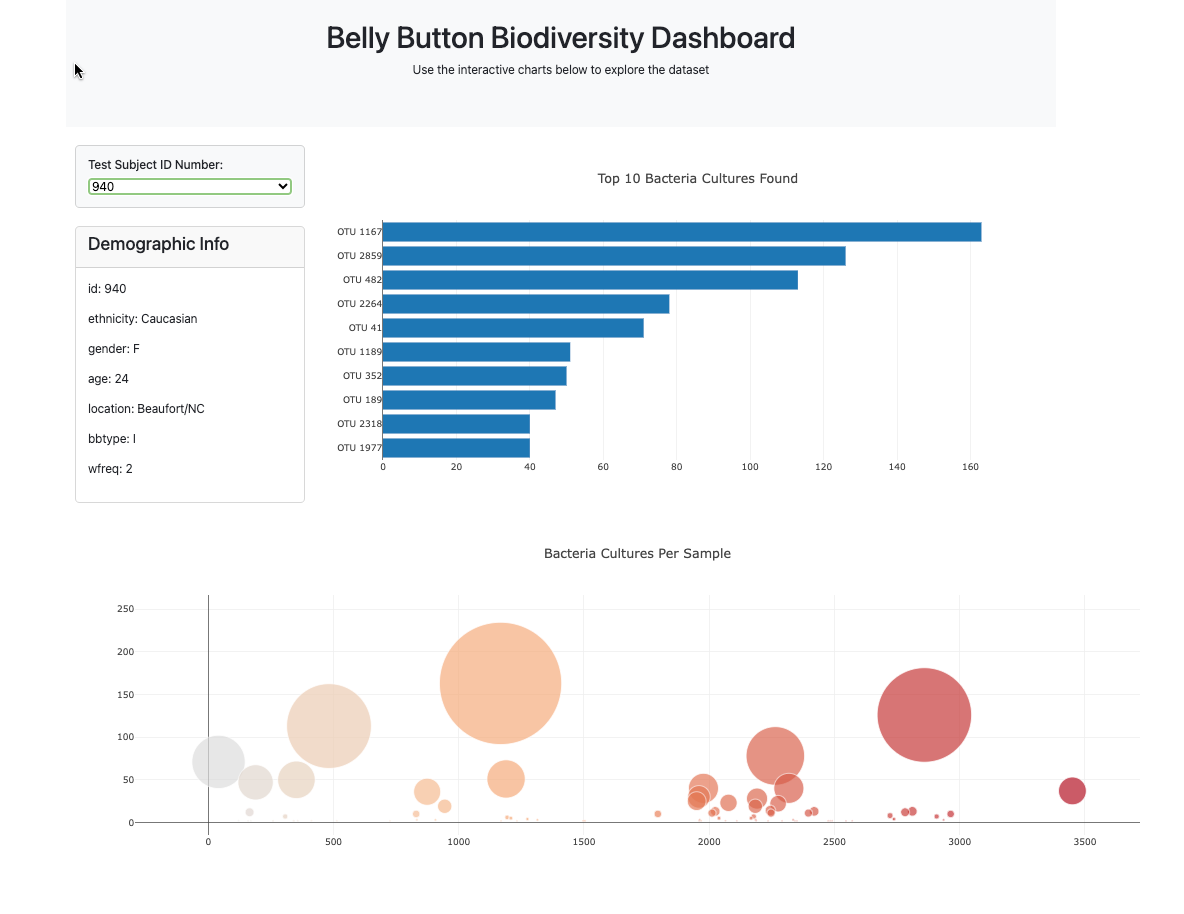 Belly Button Biodiversity Dashboard
Use the interactive charts below to explore the dataset
Test Subject ID Number:
940
Demographic Info
id: 940
ethnicity: Caucasian
gender: F
age: 24
location: Beaufort/NC
bbtype: I
wfreq: 2
Top 10 Bacteria Cultures Found
OTU 1167
OTU 2859
OTU 482
OTU 2264
OTU 41
OTU 1189
OTU 352
OTU 189
OTU 2318
OTU 1977
0 20 40 60 80 100 120 140 160
Bacteria Cultures Per Sample
250
200
150
100
50
0
0 500 1000 1500 2000 2500 3000 3500